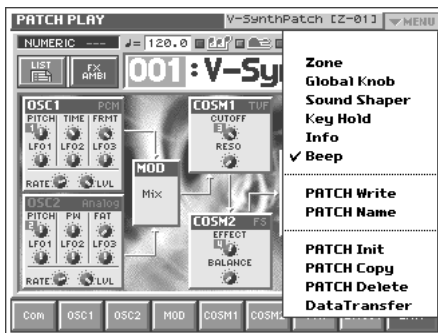 PATCH PLAY
V-SynthPatch [Z-01]
MENU
NUMERIC ---
♩= 120.0
LIST
FX
AMBI
001:V-Sy
OSC1 PCM
PITCH TIME FRMT
1
LFO1 LFO2 LFO3
RATE LVL
OSC2 Analog
PITCH PW FAT
2
LFO1 LFO2 LFO3
RATE LVL
MOD
Mix
COSM1 TVF
CUTOFF
3
RESO
COSM2 FS
EFFECT
4
BALANCE
Zone
Global Knob
Sound Shaper
Key Hold
Info
✓ Beep
PATCH Write
PATCH Name
PATCH Init
PATCH Copy
PATCH Delete
DataTransfer
Com OSC1 OSC2 MOD COSM1 COSM2